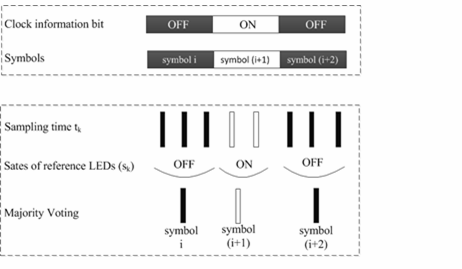 Clock information bit OFF ON OFF
Symbols symbol i symbol (i+1) symbol (i+2)
Sampling time tk
Sates of reference LEDs (sk) OFF ON OFF
Majority Voting
symbol symbol symbol
i (i+1) (i+2)